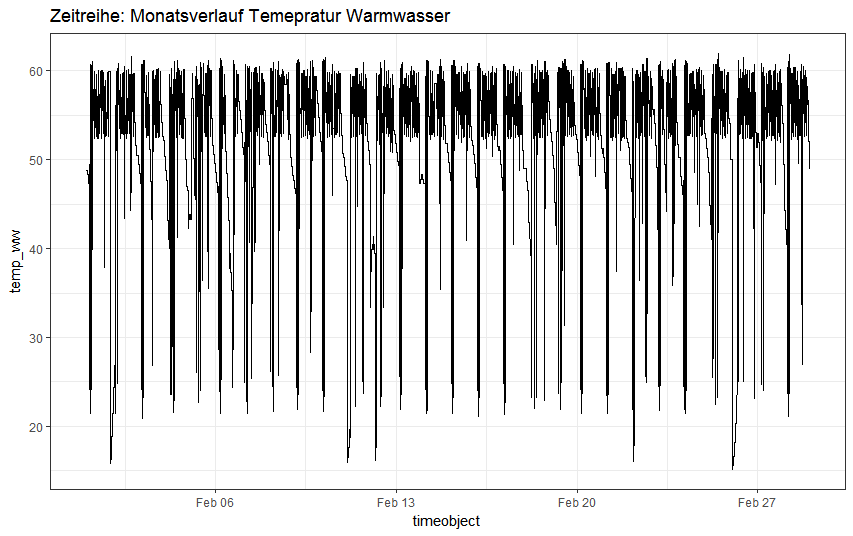 Zeitreihe: Monatsverlauf Temepratur Warmwasser
60
50
40
30
20
temp_ww
Feb 06 Feb 13 Feb 20 Feb 27
timeobject